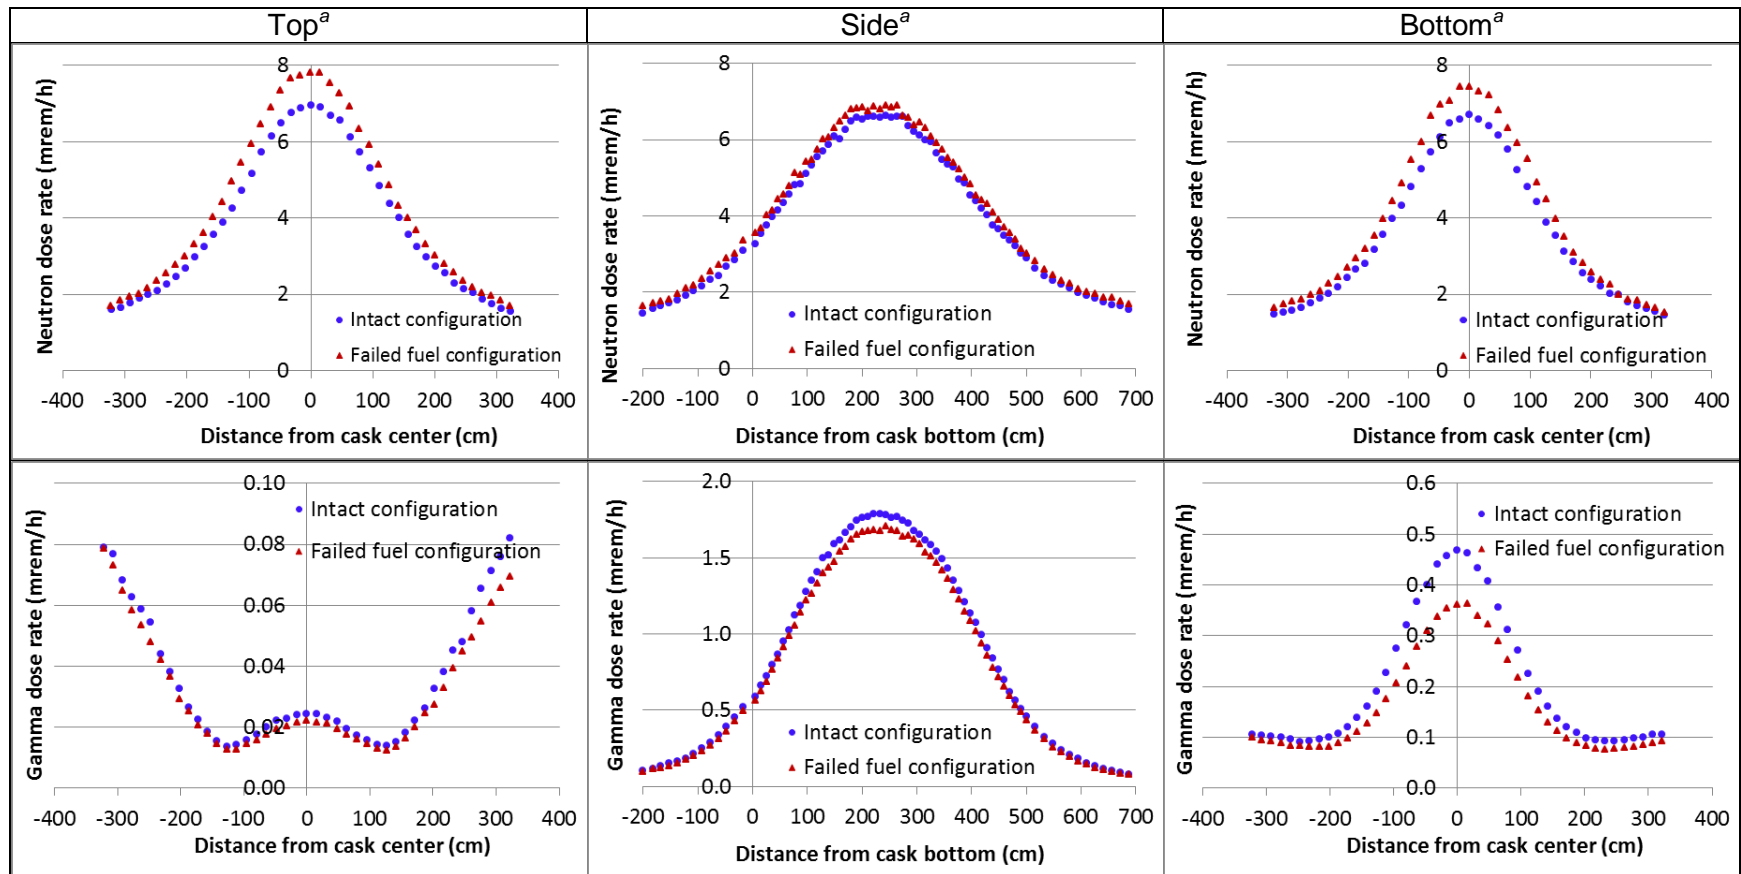 Topᵃ
Sideᵃ
Bottomᵃ
Neutron dose rate (mrem/h)
8
6
4
2
0
Intact configuration
Failed fuel configuration
-400 -300 -200 -100 0 100 200 300 400
Distance from cask center (cm)
Neutron dose rate (mrem/h)
8
6
4
2
0
Intact configuration
Failed fuel configuration
-200 -100 0 100 200 300 400 500 600 700
Distance from cask bottom (cm)
Neutron dose rate (mrem/h)
8
6
4
2
0
Intact configuration
Failed fuel configuration
-400 -300 -200 -100 0 100 200 300 400
Distance from cask center (cm)
Gamma dose rate (mrem/h)
0.10
0.08
0.06
0.04
0.02
0.00
Intact configuration
Failed fuel configuration
-400 -300 -200 -100 0 100 200 300 400
Distance from cask center (cm)
Gamma dose rate (mrem/h)
2.0
1.5
1.0
0.5
0.0
Intact configuration
Failed fuel configuration
-200 -100 0 100 200 300 400 500 600 700
Distance from cask bottom (cm)
Gamma dose rate (mrem/h)
0.6
0.5
0.4
0.3
0.2
0.1
0.0
Intact configuration
Failed fuel configuration
-400 -300 -200 -100 0 100 200 300 400
Distance from cask center (cm)